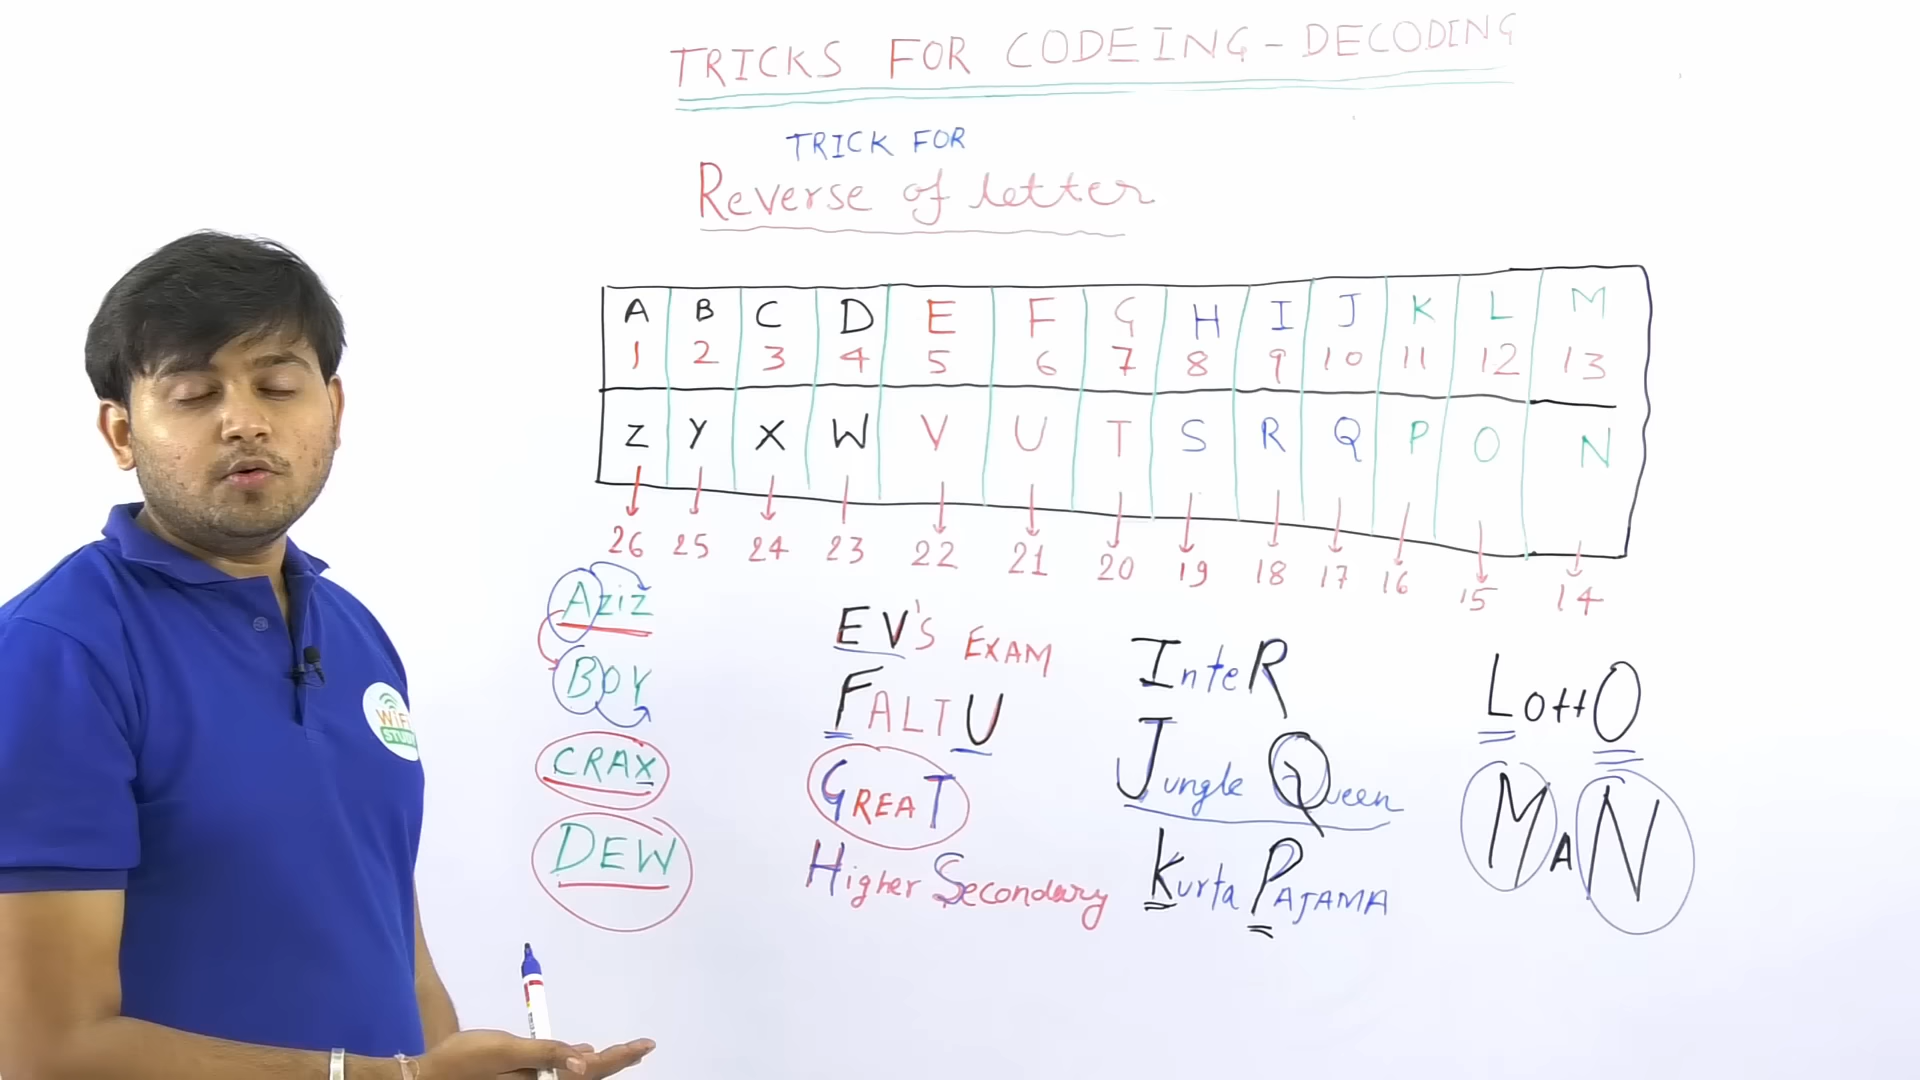 TRICKS FOR CODEING-DECODING
TRICK FOR
Reverse of letter
A B C D E F G H I J K L M
1 2 3 4 5 6 7 8 9 10 11 12 13
Z Y X W V U T S R Q P O N
26 25 24 23 22 21 20 19 18 17 16 15 14
Aziz
BOY
CRAX
DEW
EV'S EXAM
FALTU
GREAT
Higher Secondary
InteR
Jungle Queen
Kurta PAJAMA
LottO
MAN
WiFi
STUDY